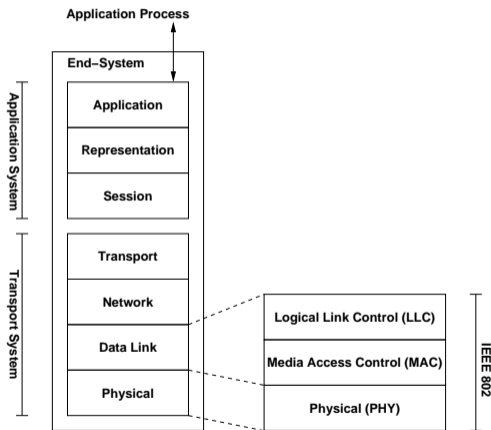 Application Process
End−System
Application System
Application
Representation
Session
Transport System
Transport
Network
Data Link
Physical
Logical Link Control (LLC)
Media Access Control (MAC)
Physical (PHY)
IEEE 802